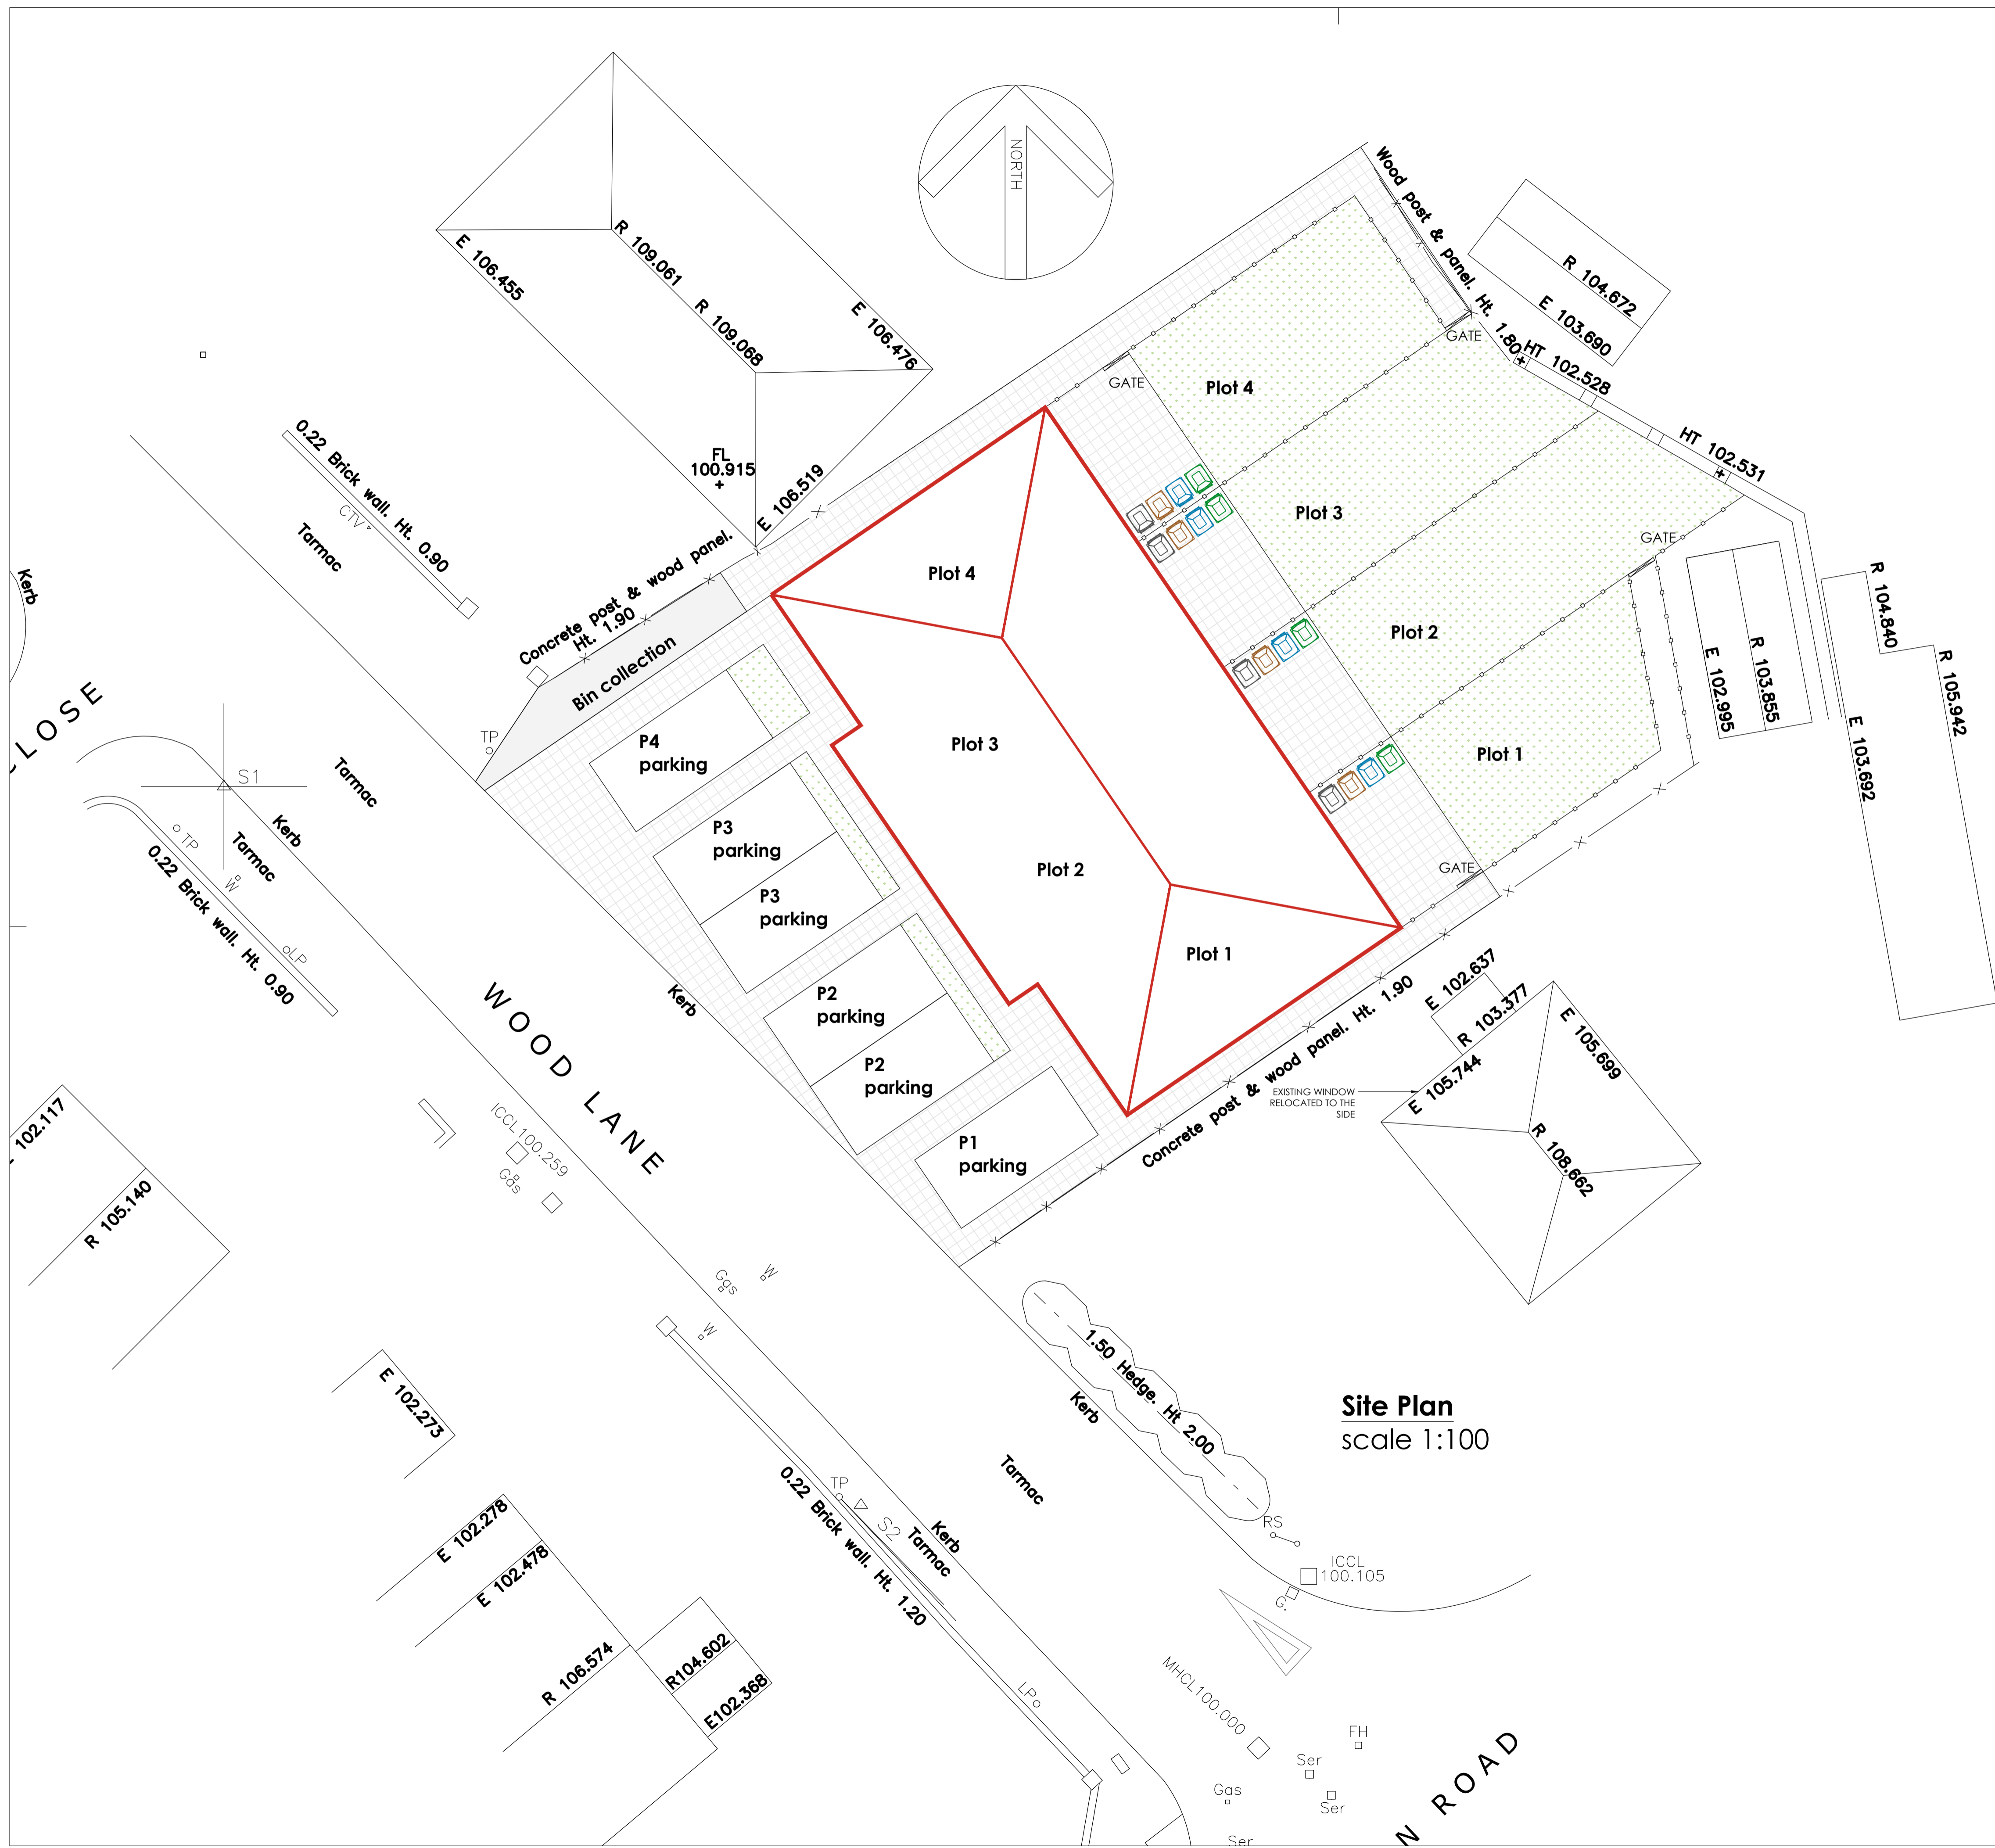 NORTH
Wood post & panel. Ht. 1.80
R 104.672
E 103.690
E 106.455
R 109.061
R 109.068
E 106.476
GATE
GATE
HT 102.528
Plot 4
0.22 Brick wall. Ht. 0.90
CTV
FL
100.915
E 106.519
HT 102.531
Plot 3
Tarmac
GATE
Kerb
Concrete post & wood panel.
Ht. 1.90
Plot 4
R 104.840
Plot 2
Bin collection
E 102.995
R 103.855
R 105.942
CLOSE
TP
P4
parking
Plot 3
Plot 1
E 103.692
S1
Tarmac
Kerb
TP
Tarmac
W
0.22 Brick wall. Ht. 0.90
LP
P3
parking
P3
parking
Plot 2
GATE
Plot 1
Kerb
WOOD LANE
P2
parking
P2
parking
E 102.637
R 103.377
Concrete post & wood panel. Ht. 1.90
EXISTING WINDOW
RELOCATED TO THE
SIDE
E 105.744
E 105.699
R 108.662
102.117
R 105.140
ICCL100.259
Gas
P1
parking
Gas
W
W
1.50 Hedge. Ht 2.00
Kerb
E 102.273
Site Plan
scale 1:100
Tarmac
TP
S2
Kerb
Tarmac
0.22 Brick wall. Ht. 1.20
RS
ICCL
100.105
G.
E 102.278
E 102.478
R 106.574
R104.602
E102.368
LP
MHCL100.000
FH
Ser
Gas
Ser
Ser
N ROAD